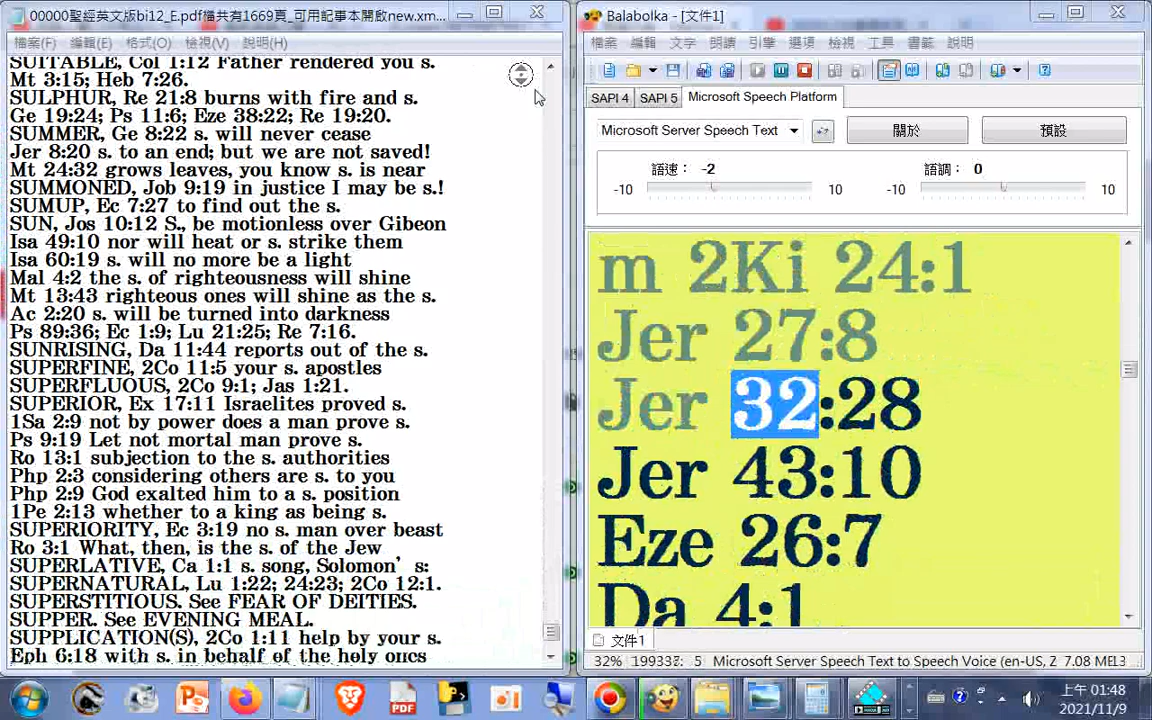 00000聖經英文版bi12_E.pdf檔共有1669頁_可用記事本開啟new.xm...
檔案(F) 編輯(E) 格式(O) 檢視(V) 說明(H)
SUITABLE, Col 1:12 Father rendered you s.
Mt 3:15; Heb 7:26.
SULPHUR, Re 21:8 burns with fire and s.
Ge 19:24; Ps 11:6; Eze 38:22; Re 19:20.
SUMMER, Ge 8:22 s. will never cease
Jer 8:20 s. to an end; but we are not saved!
Mt 24:32 grows leaves, you know s. is near
SUMMONED, Job 9:19 in justice I may be s.!
SUMUP, Ec 7:27 to find out the s.
SUN, Jos 10:12 S., be motionless over Gibeon
Isa 49:10 nor will heat or s. strike them
Isa 60:19 s. will no more be a light
Mal 4:2 the s. of righteousness will shine
Mt 13:43 righteous ones will shine as the s.
Ac 2:20 s. will be turned into darkness
Ps 89:36; Ec 1:9; Lu 21:25; Re 7:16.
SUNRISING, Da 11:44 reports out of the s.
SUPERFINE, 2Co 11:5 your s. apostles
SUPERFLUOUS, 2Co 9:1; Jas 1:21.
SUPERIOR, Ex 17:11 Israelites proved s.
1Sa 2:9 not by power does a man prove s.
Ps 9:19 Let not mortal man prove s.
Ro 13:1 subjection to the s. authorities
Php 2:3 considering others are s. to you
Php 2:9 God exalted him to a s. position
1Pe 2:13 whether to a king as being s.
SUPERIORITY, Ec 3:19 no s. man over beast
Ro 3:1 What, then, is the s. of the Jew
SUPERLATIVE, Ca 1:1 s. song, Solomon’ s:
SUPERNATURAL, Lu 1:22; 24:23; 2Co 12:1.
SUPERSTITIOUS. See FEAR OF DEITIES.
SUPPER. See EVENING MEAL.
SUPPLICATION(S), 2Co 1:11 help by your s.
Eph 6:18 with s. in behalf of the holy ones
Balabolka - [文件1]
檔案 編輯 文字 朗讀 引擎 選項 檢視 工具 書籤 說明
SAPI 4 SAPI 5 Microsoft Speech Platform
Microsoft Server Speech Text 關於 預設
語速: -2 語調: 0
-10 10 -10 10
m 2Ki 24:1
Jer 27:8
Jer 32:28
Jer 43:10
Eze 26:7
Da 4:1
文件1
32% 5 Microsoft Server Speech Text to Speech Voice (en-US, Z 7.08 ME
PDF
上午 01:48
2021/11/9